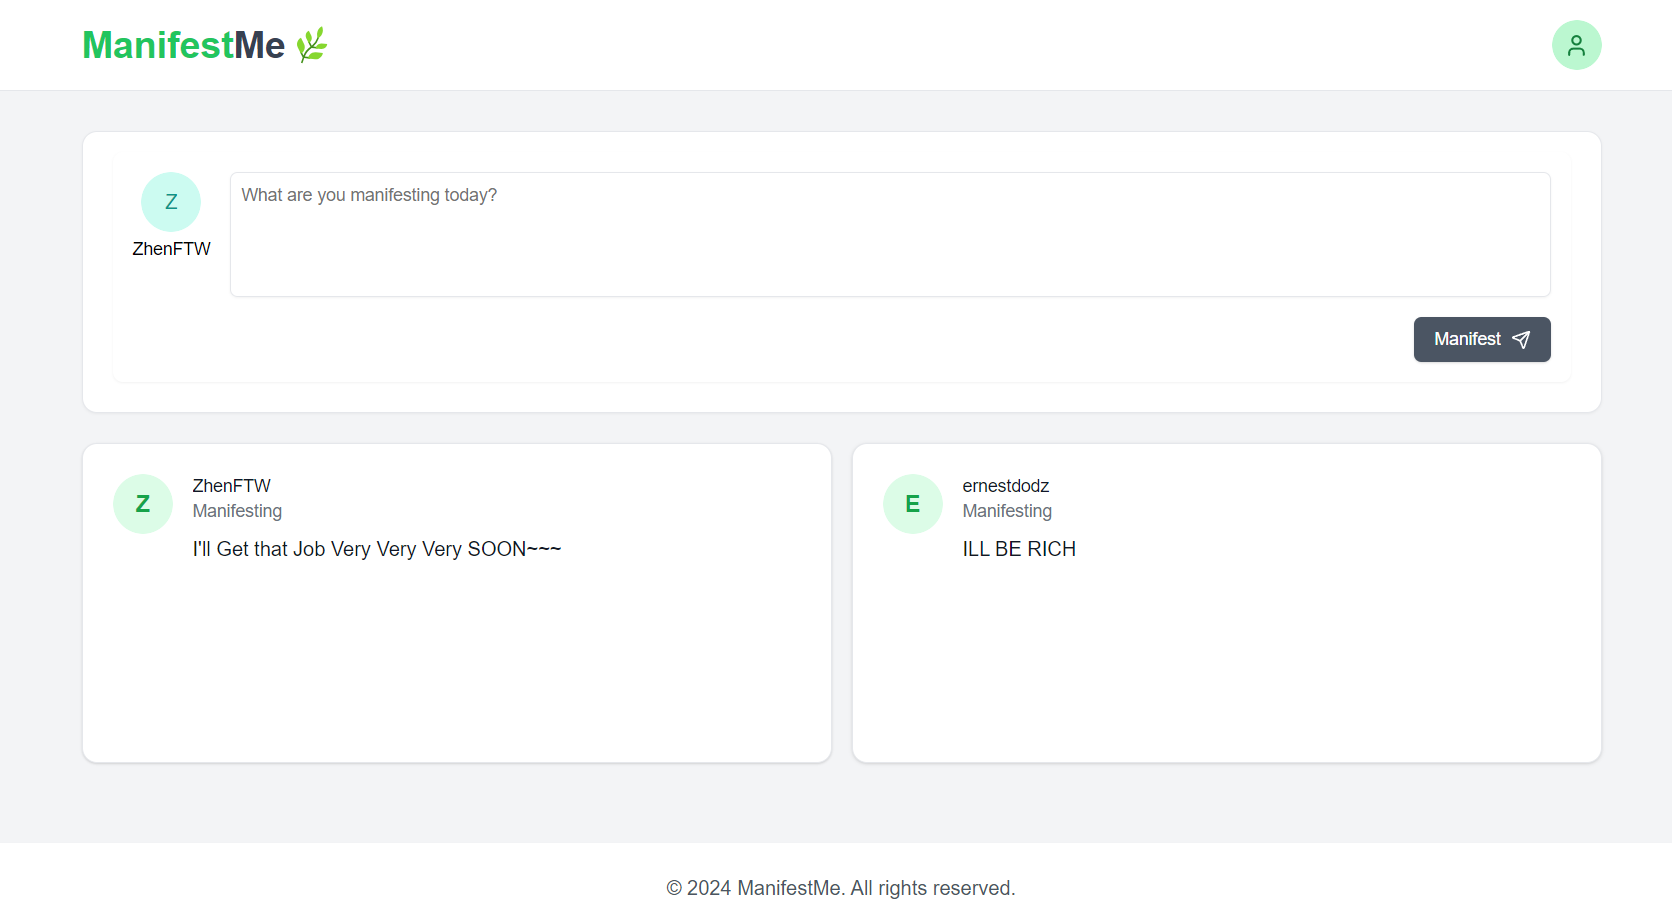 ManifestMe
Z
What are you manifesting today?
ZhenFTW
Manifest
Z
ZhenFTW
Manifesting
I'll Get that Job Very Very Very SOON~~~
E
ernestdodz
Manifesting
ILL BE RICH
© 2024 ManifestMe. All rights reserved.